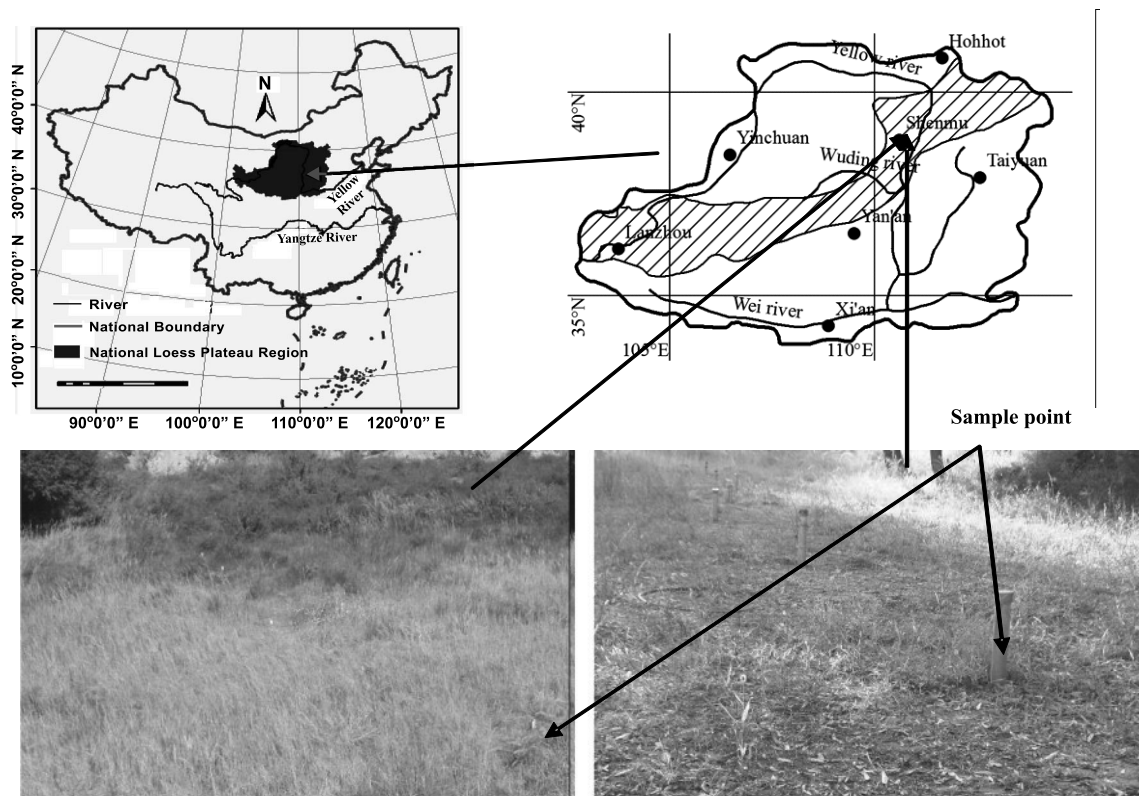 N
40°0'0" N
30°0'0" N
20°0'0" N
10°0'0" N
Yellow
River
Yangtze River
River
National Boundary
National Loess Plateau Region
90°0'0" E
100°0'0" E
110°0'0" E
120°0'0" E
Hohhot
Yellow river
40°N
Shenmu
Yinchuan
Wuding river
Taiyuan
Yan'an
Lanzhou
35°N
Wei river
Xi'an
105°E
110°E
Sample point